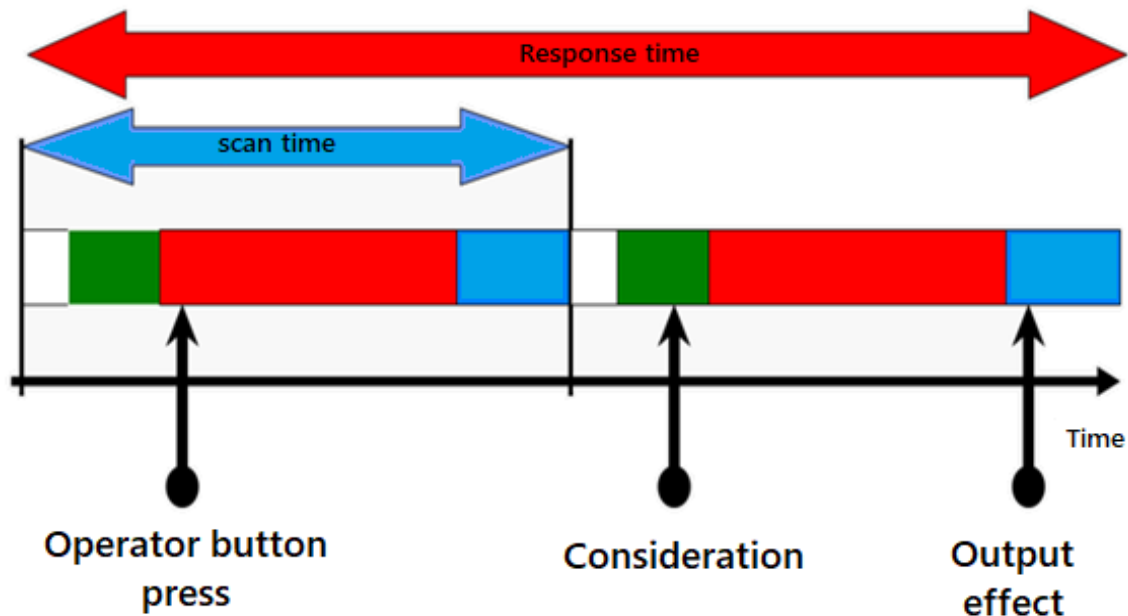 Response time
scan time
Time
Operator button
press
Consideration
Output
effect